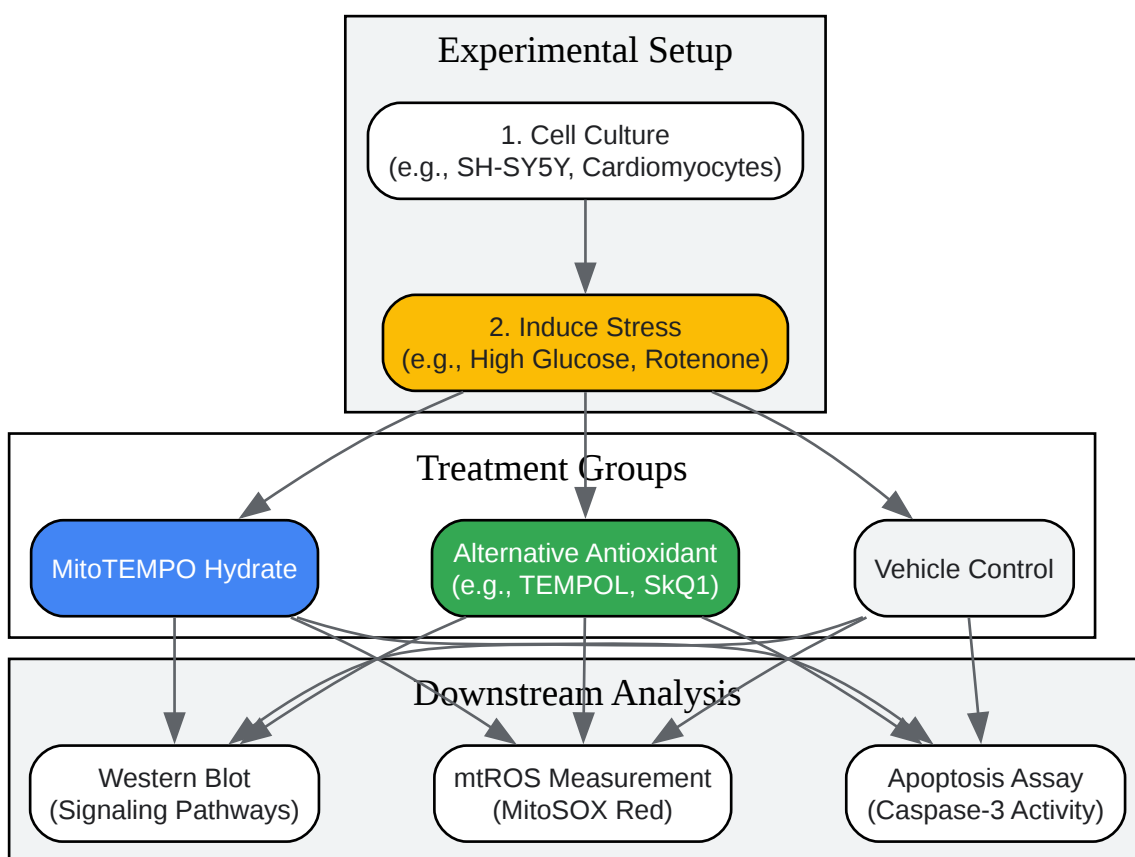 Experimental Setup
1. Cell Culture
(e.g., SH-SY5Y, Cardiomyocytes)
2. Induce Stress
(e.g., High Glucose, Rotenone)
Treatment Groups
MitoTEMPO Hydrate
Alternative Antioxidant
(e.g., TEMPOL, SkQ1)
Vehicle Control
Downstream Analysis
Western Blot
(Signaling Pathways)
mtROS Measurement
(MitoSOX Red)
Apoptosis Assay
(Caspase-3 Activity)